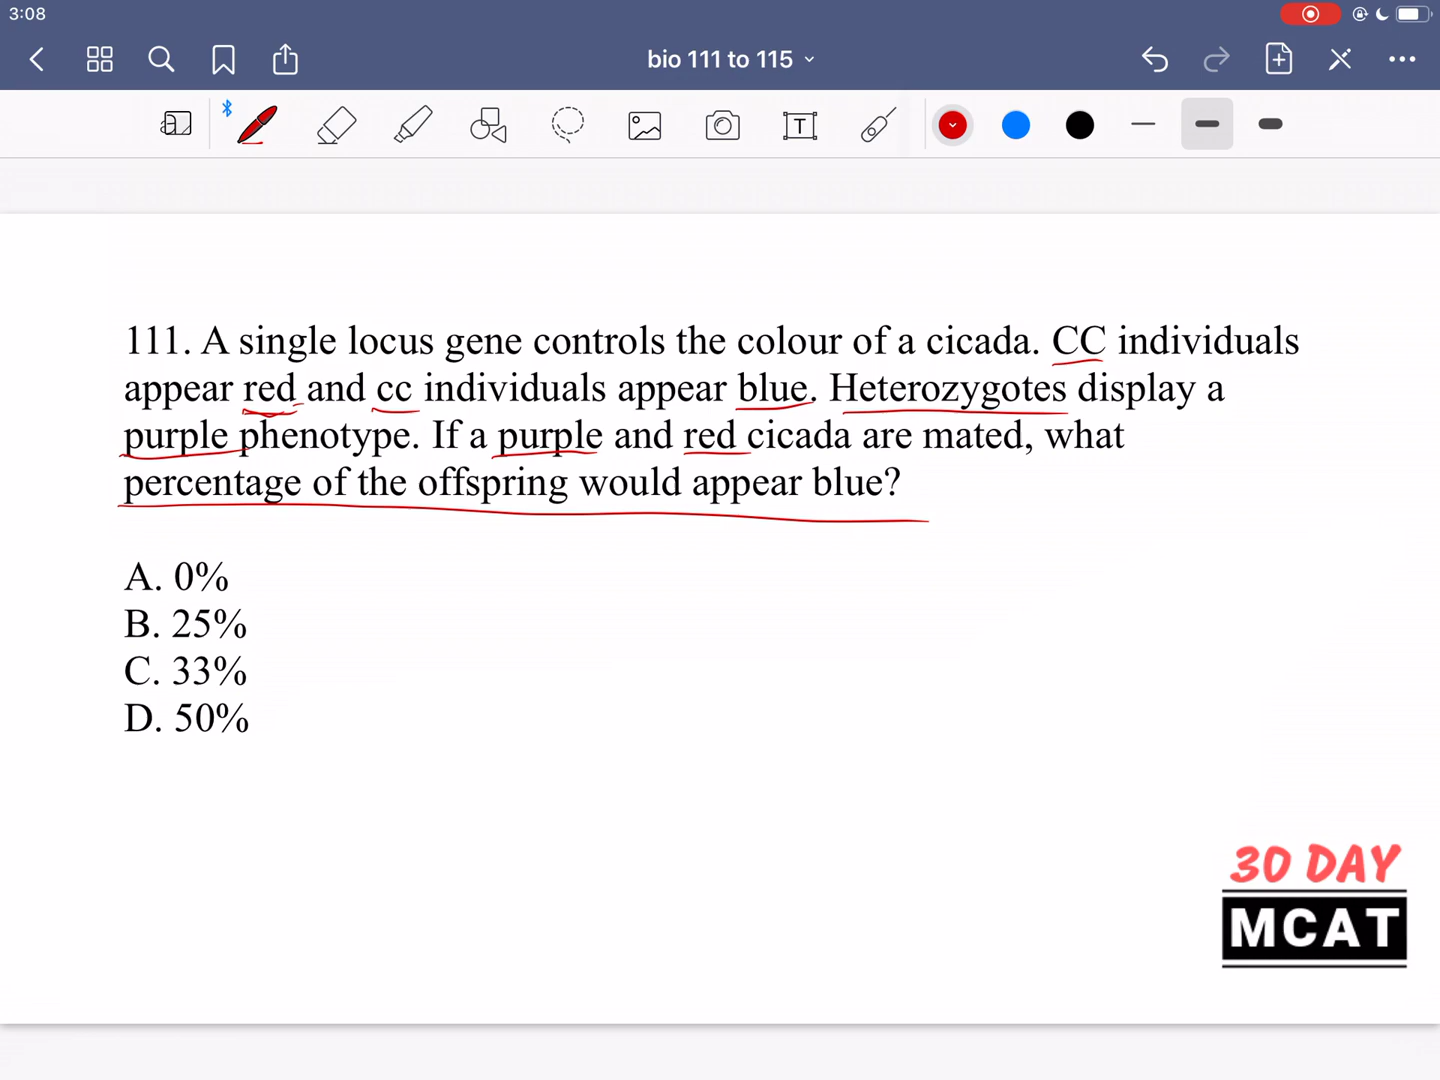 3:08
bio 111 to 115
T
111. A single locus gene controls the colour of a cicada. CC individuals
appear red and cc individuals appear blue. Heterozygotes display a
purple phenotype. If a purple and red cicada are mated, what
percentage of the offspring would appear blue?
A. 0%
B. 25%
C. 33%
D. 50%
30 DAY
MCAT